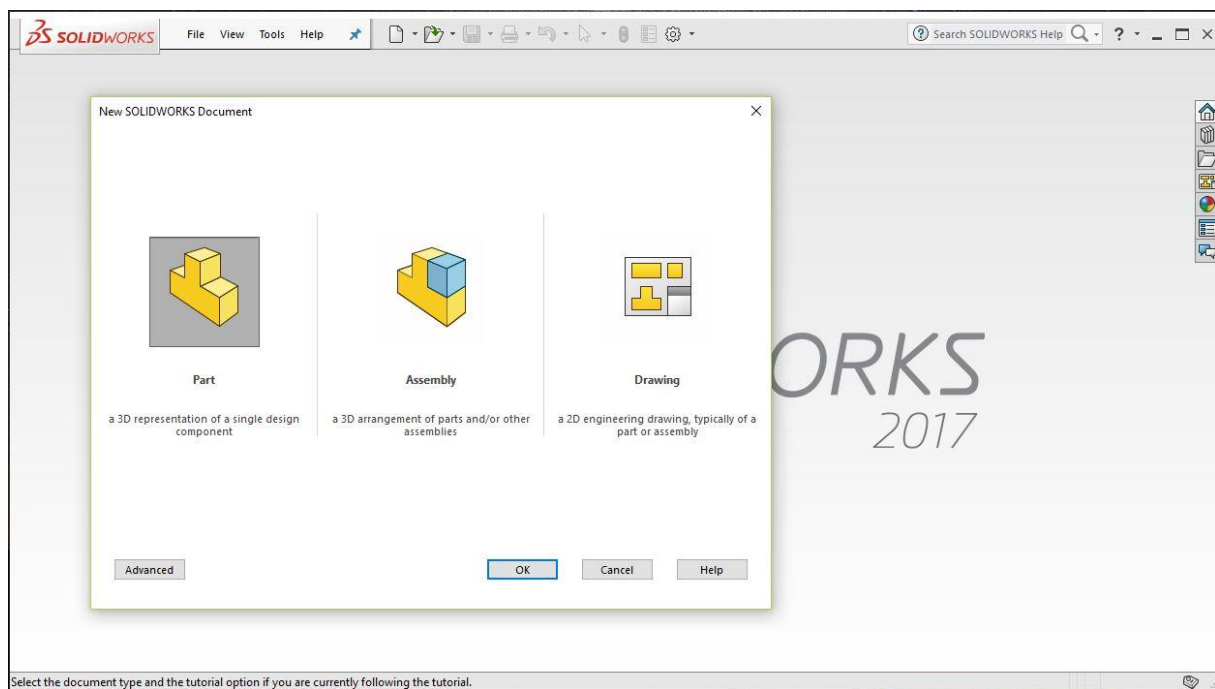 SOLIDWORKS File View Tools Help
Search SOLIDWORKS Help ?
New SOLIDWORKS Document
Part
a 3D representation of a single design
component
Assembly
a 3D arrangement of parts and/or other
assemblies
Drawing
a 2D engineering drawing, typically of a
part or assembly
ORKS
2017
Advanced OK Cancel Help
Select the document type and the tutorial option if you are currently following the tutorial.